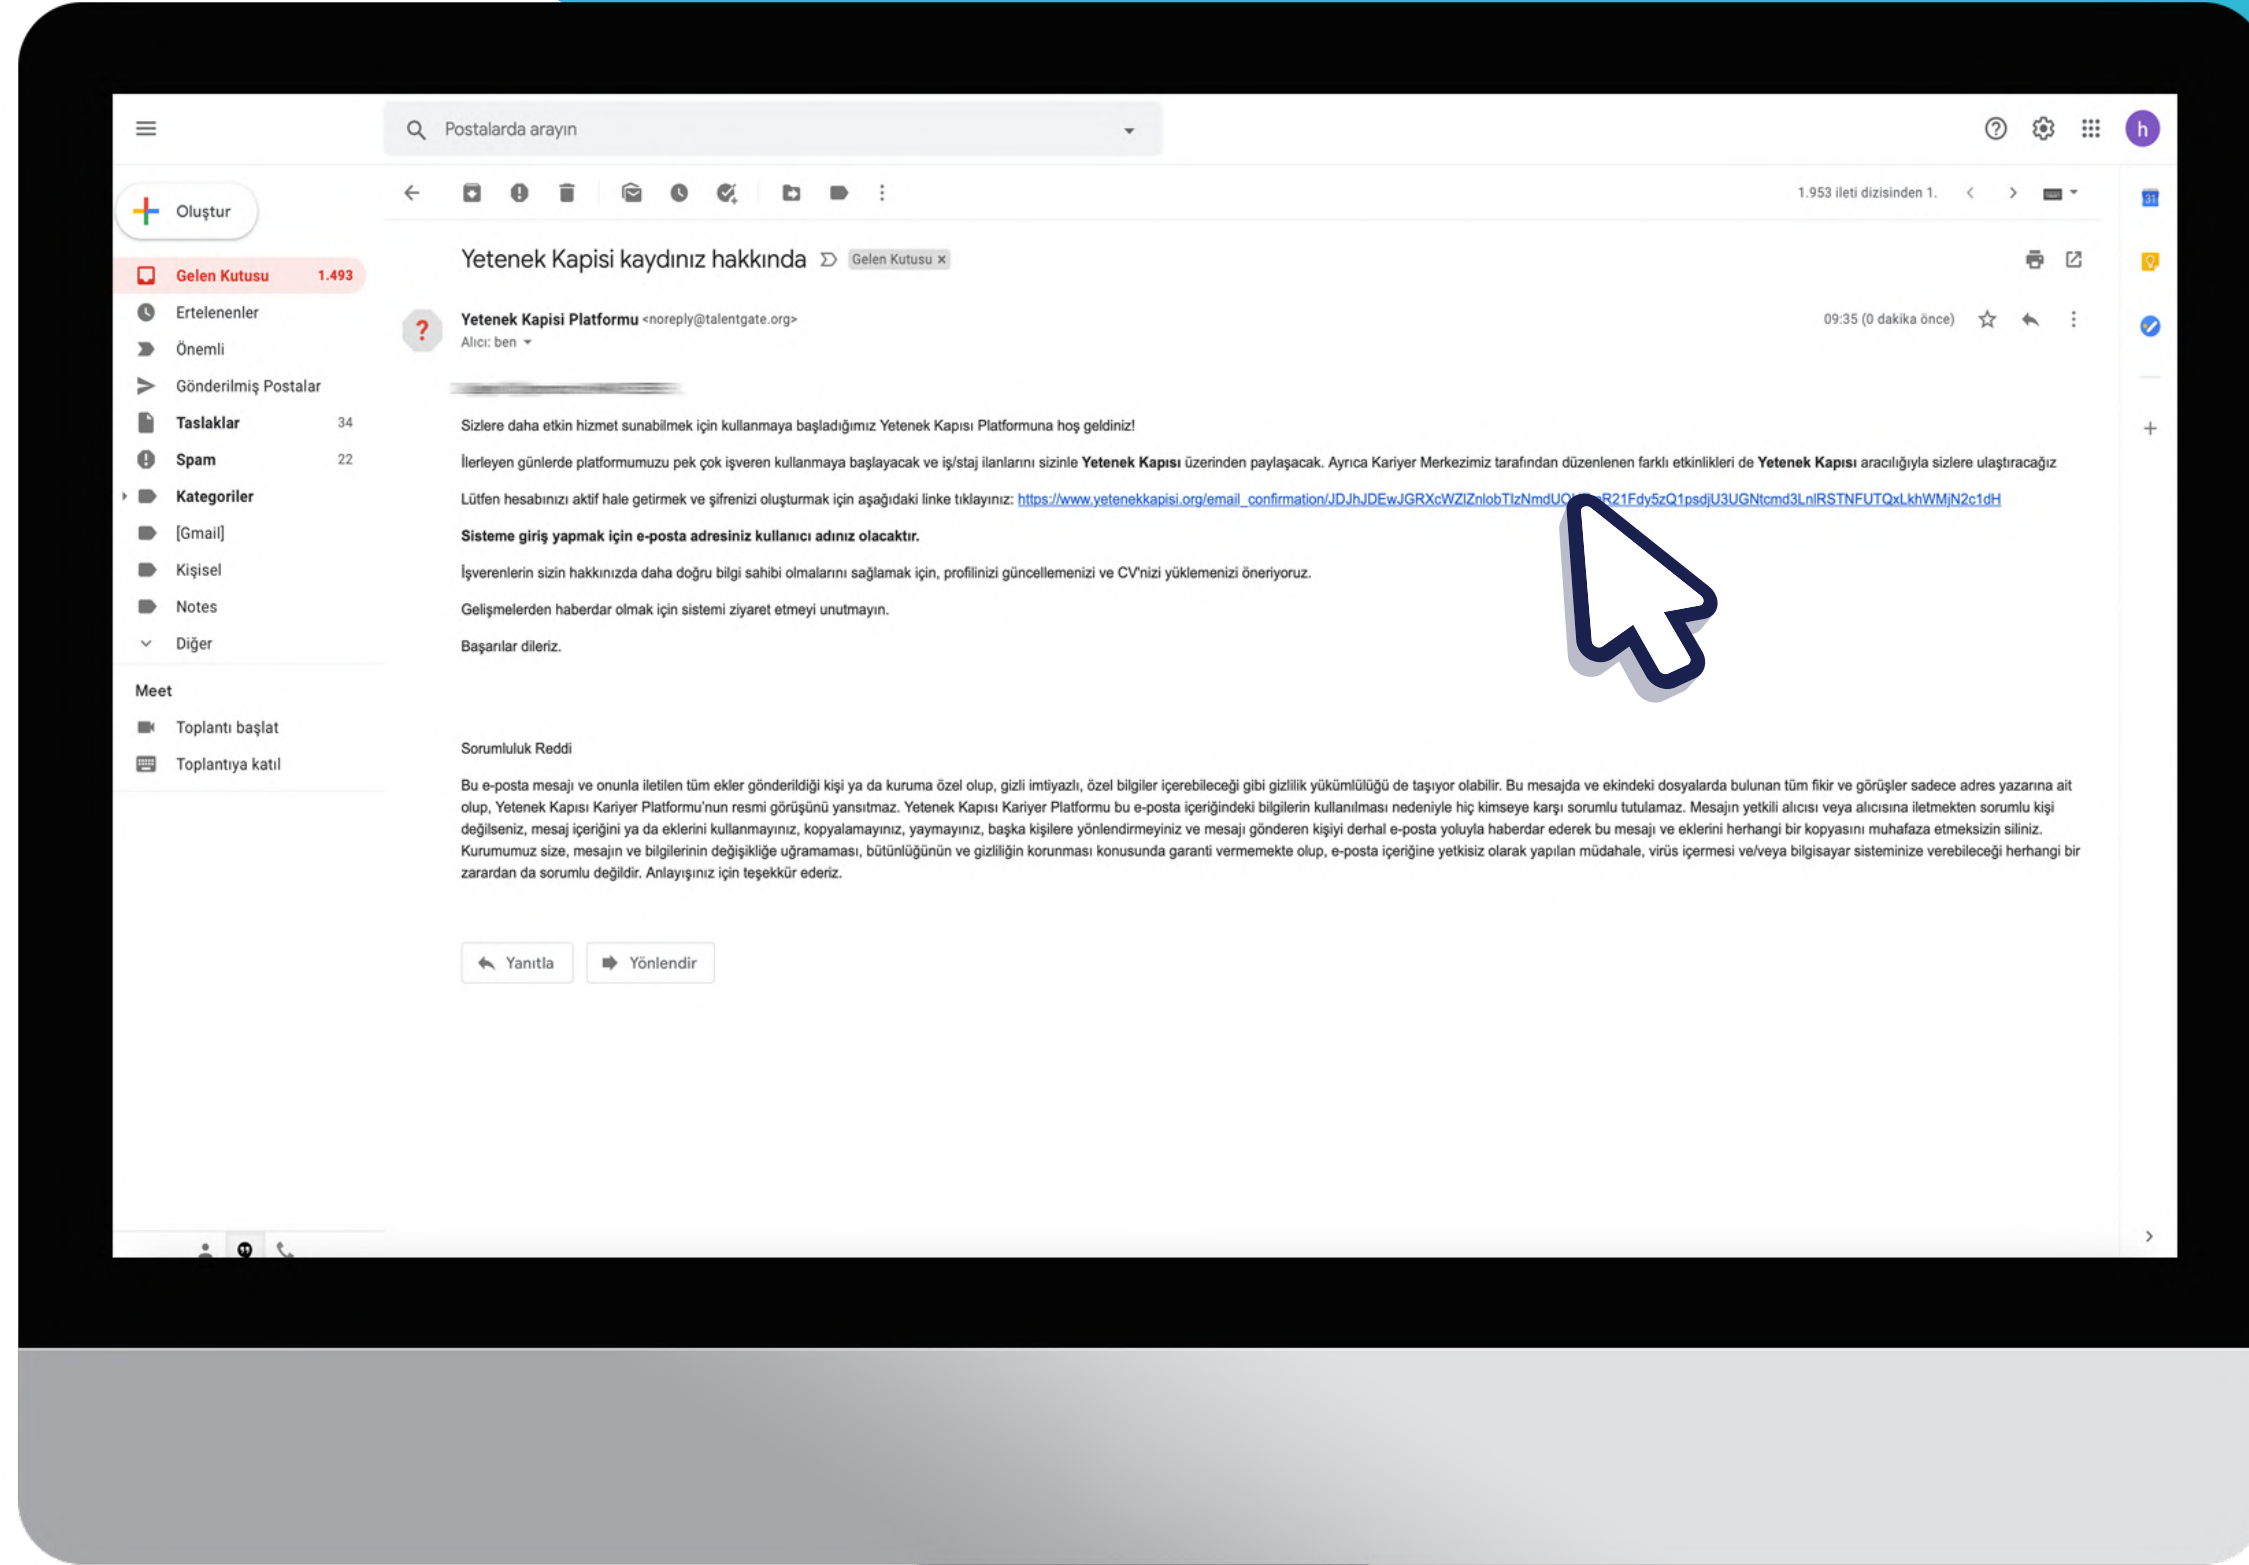 Postalarda arayın
h
Oluştur
1.953 ileti dizisinden 1.
31
Gelen Kutusu 1.493
Ertelenenler
Önemli
Gönderilmiş Postalar
Taslaklar 34
Spam 22
Kategoriler
[Gmail]
Kişisel
Notes
Diğer
Meet
Toplantı başlat
Toplantıya katıl
Yetenek Kapisi kaydınız hakkında Gelen Kutusu x
?
Yetenek Kapisi Platformu <noreply@talentgate.org> 09:35 (0 dakika önce)
Alıcı: ben
Sizlere daha etkin hizmet sunabilmek için kullanmaya başladığımız Yetenek Kapısı Platformuna hoş geldiniz!
İlerleyen günlerde platformumuzu pek çok işveren kullanmaya başlayacak ve iş/staj ilanlarını sizinle Yetenek Kapısı üzerinden paylaşacak. Ayrıca Kariyer Merkezimiz tarafından düzenlenen farklı etkinlikleri de Yetenek Kapısı aracılığıyla sizlere ulaştıracağız
Lütfen hesabınızı aktif hale getirmek ve şifrenizi oluşturmak için aşağıdaki linke tıklayınız:
Sisteme giriş yapmak için e-posta adresiniz kullanıcı adınız olacaktır.
İşverenlerin sizin hakkınızda daha doğru bilgi sahibi olmalarını sağlamak için, profilinizi güncellemenizi ve CV'nizi yüklemenizi öneriyoruz.
Gelişmelerden haberdar olmak için sistemi ziyaret etmeyi unutmayın.
Başarılar dileriz.
Sorumluluk Reddi
Bu e-posta mesajı ve onunla iletilen tüm ekler gönderildiği kişi ya da kuruma özel olup, gizli imtiyazlı, özel bilgiler içerebileceği gibi gizlilik yükümlülüğü de taşıyor olabilir. Bu mesajda ve ekindeki dosyalarda bulunan tüm fikir ve görüşler sadece adres yazarına ait
olup, Yetenek Kapısı Kariyer Platformu'nun resmi görüşünü yansıtmaz. Yetenek Kapısı Kariyer Platformu bu e-posta içeriğindeki bilgilerin kullanılması nedeniyle hiç kimseye karşı sorumlu tutulamaz. Mesajın yetkili alıcısı veya alıcısına iletmekten sorumlu kişi
değilseniz, mesaj içeriğini ya da eklerini kullanmayınız, kopyalamayınız, yaymayınız, başka kişilere yönlendirmeyiniz ve mesajı gönderen kişiyi derhal e-posta yoluyla haberdar ederek bu mesajı ve eklerini herhangi bir kopyasını muhafaza etmeksizin siliniz.
Kurumumuz size, mesajın ve bilgilerinin değişikliğe uğramaması, bütünlüğünün ve gizliliğin korunması konusunda garanti vermemekte olup, e-posta içeriğine yetkisiz olarak yapılan müdahale, virüs içermesi ve/veya bilgisayar sisteminize verebileceği herhangi bir
zarardan da sorumlu değildir. Anlayışınız için teşekkür ederiz.
Yanıtla Yönlendir